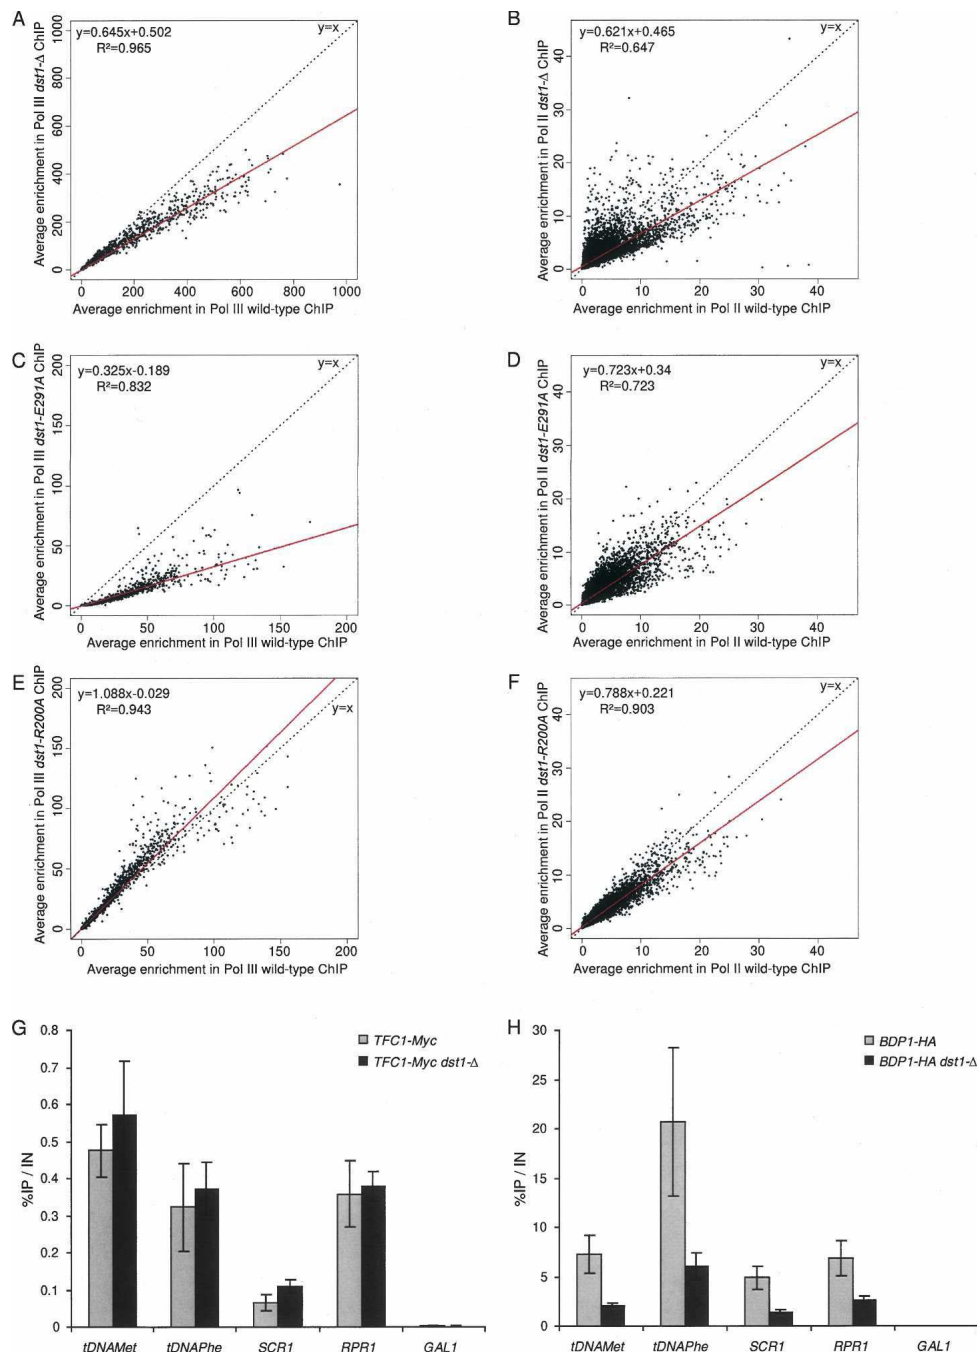 A
y=0.645x+0.502
R²=0.965
y=x
Average enrichment in Pol III dst1-Δ ChIP
0 200 400 600 800 1000
0 200 400 600 800 1000
Average enrichment in Pol III wild-type ChIP
B
y=0.621x+0.465
R²=0.647
y=x
Average enrichment in Pol II dst1-Δ ChIP
0 10 20 30 40
0 10 20 30 40
Average enrichment in Pol II wild-type ChIP
C
y=0.325x-0.189
R²=0.832
y=x
Average enrichment in Pol III dst1-E291A ChIP
0 50 100 150 200
0 50 100 150 200
Average enrichment in Pol III wild-type ChIP
D
y=0.723x+0.34
R²=0.723
y=x
Average enrichment in Pol II dst1-E291A ChIP
0 10 20 30 40
0 10 20 30 40
Average enrichment in Pol II wild-type ChIP
E
y=1.088x-0.029
R²=0.943
y=x
Average enrichment in Pol III dst1-R200A ChIP
0 50 100 150 200
0 50 100 150 200
Average enrichment in Pol III wild-type ChIP
F
y=0.788x+0.221
R²=0.903
y=x
Average enrichment in Pol II dst1-R200A ChIP
0 10 20 30 40
0 10 20 30 40
Average enrichment in Pol II wild-type ChIP
G
TFC1-Myc
TFC1-Myc dst1-Δ
%IP / IN
0.8
0.7
0.6
0.5
0.4
0.3
0.2
0.1
0
tDNAMet tDNAPhe SCR1 RPR1 GAL1
H
BDP1-HA
BDP1-HA dst1-Δ
%IP / IN
30
25
20
15
10
5
0
tDNAMet tDNAPhe SCR1 RPR1 GAL1